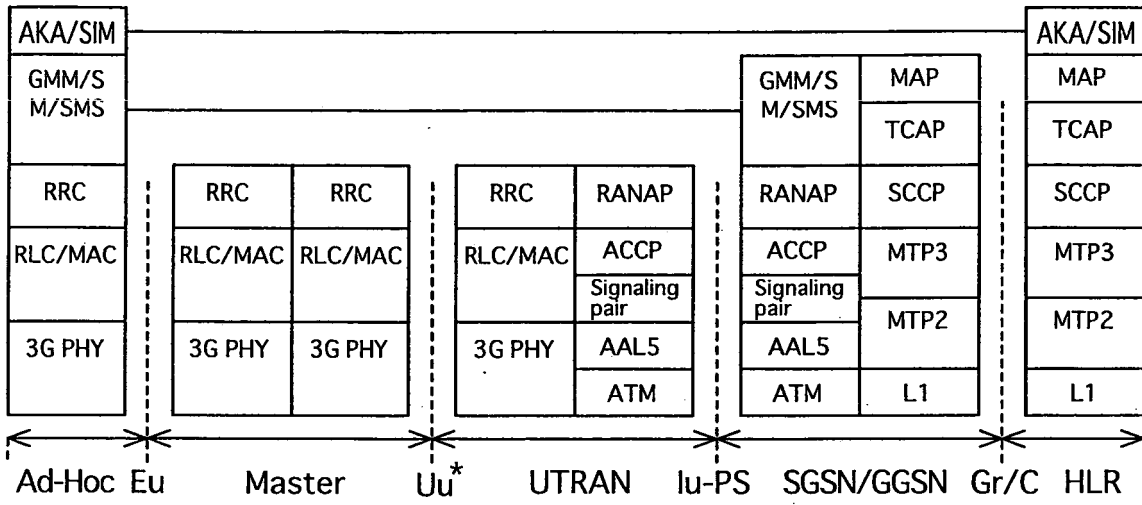 AKA/SIM
AKA/SIM
GMM/S
M/SMS
GMM/S
M/SMS
MAP
MAP
TCAP
TCAP
RRC
RRC
RRC
RRC
RANAP
RANAP
SCCP
SCCP
RLC/MAC
RLC/MAC
RLC/MAC
RLC/MAC
ACCP
ACCP
MTP3
MTP3
Signaling
pair
Signaling
pair
MTP2
MTP2
3G PHY
3G PHY
3G PHY
3G PHY
AAL5
AAL5
ATM
ATM
L1
L1
Ad-Hoc
Eu
Master
Uu*
UTRAN
Iu-PS
SGSN/GGSN
Gr/C
HLR